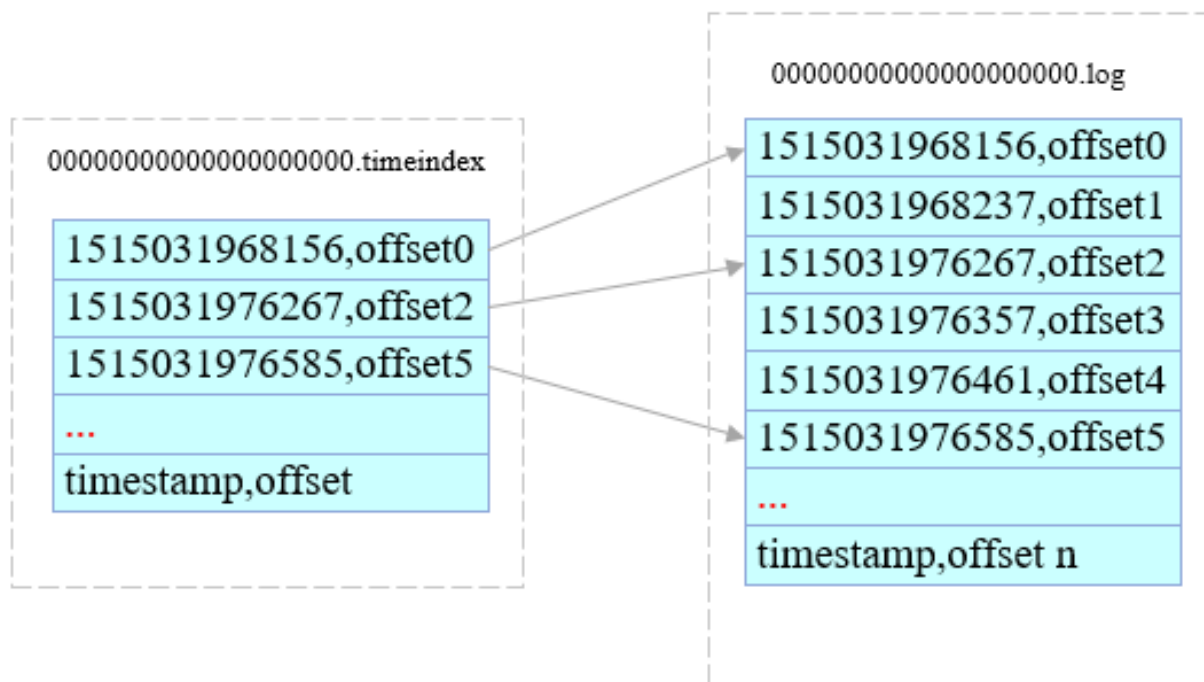 00000000000000000000.timeindex
1515031968156,offset0
1515031976267,offset2
1515031976585,offset5
...
timestamp,offset
00000000000000000000.log
1515031968156,offset0
1515031968237,offset1
1515031976267,offset2
1515031976357,offset3
1515031976461,offset4
1515031976585,offset5
...
timestamp,offset n